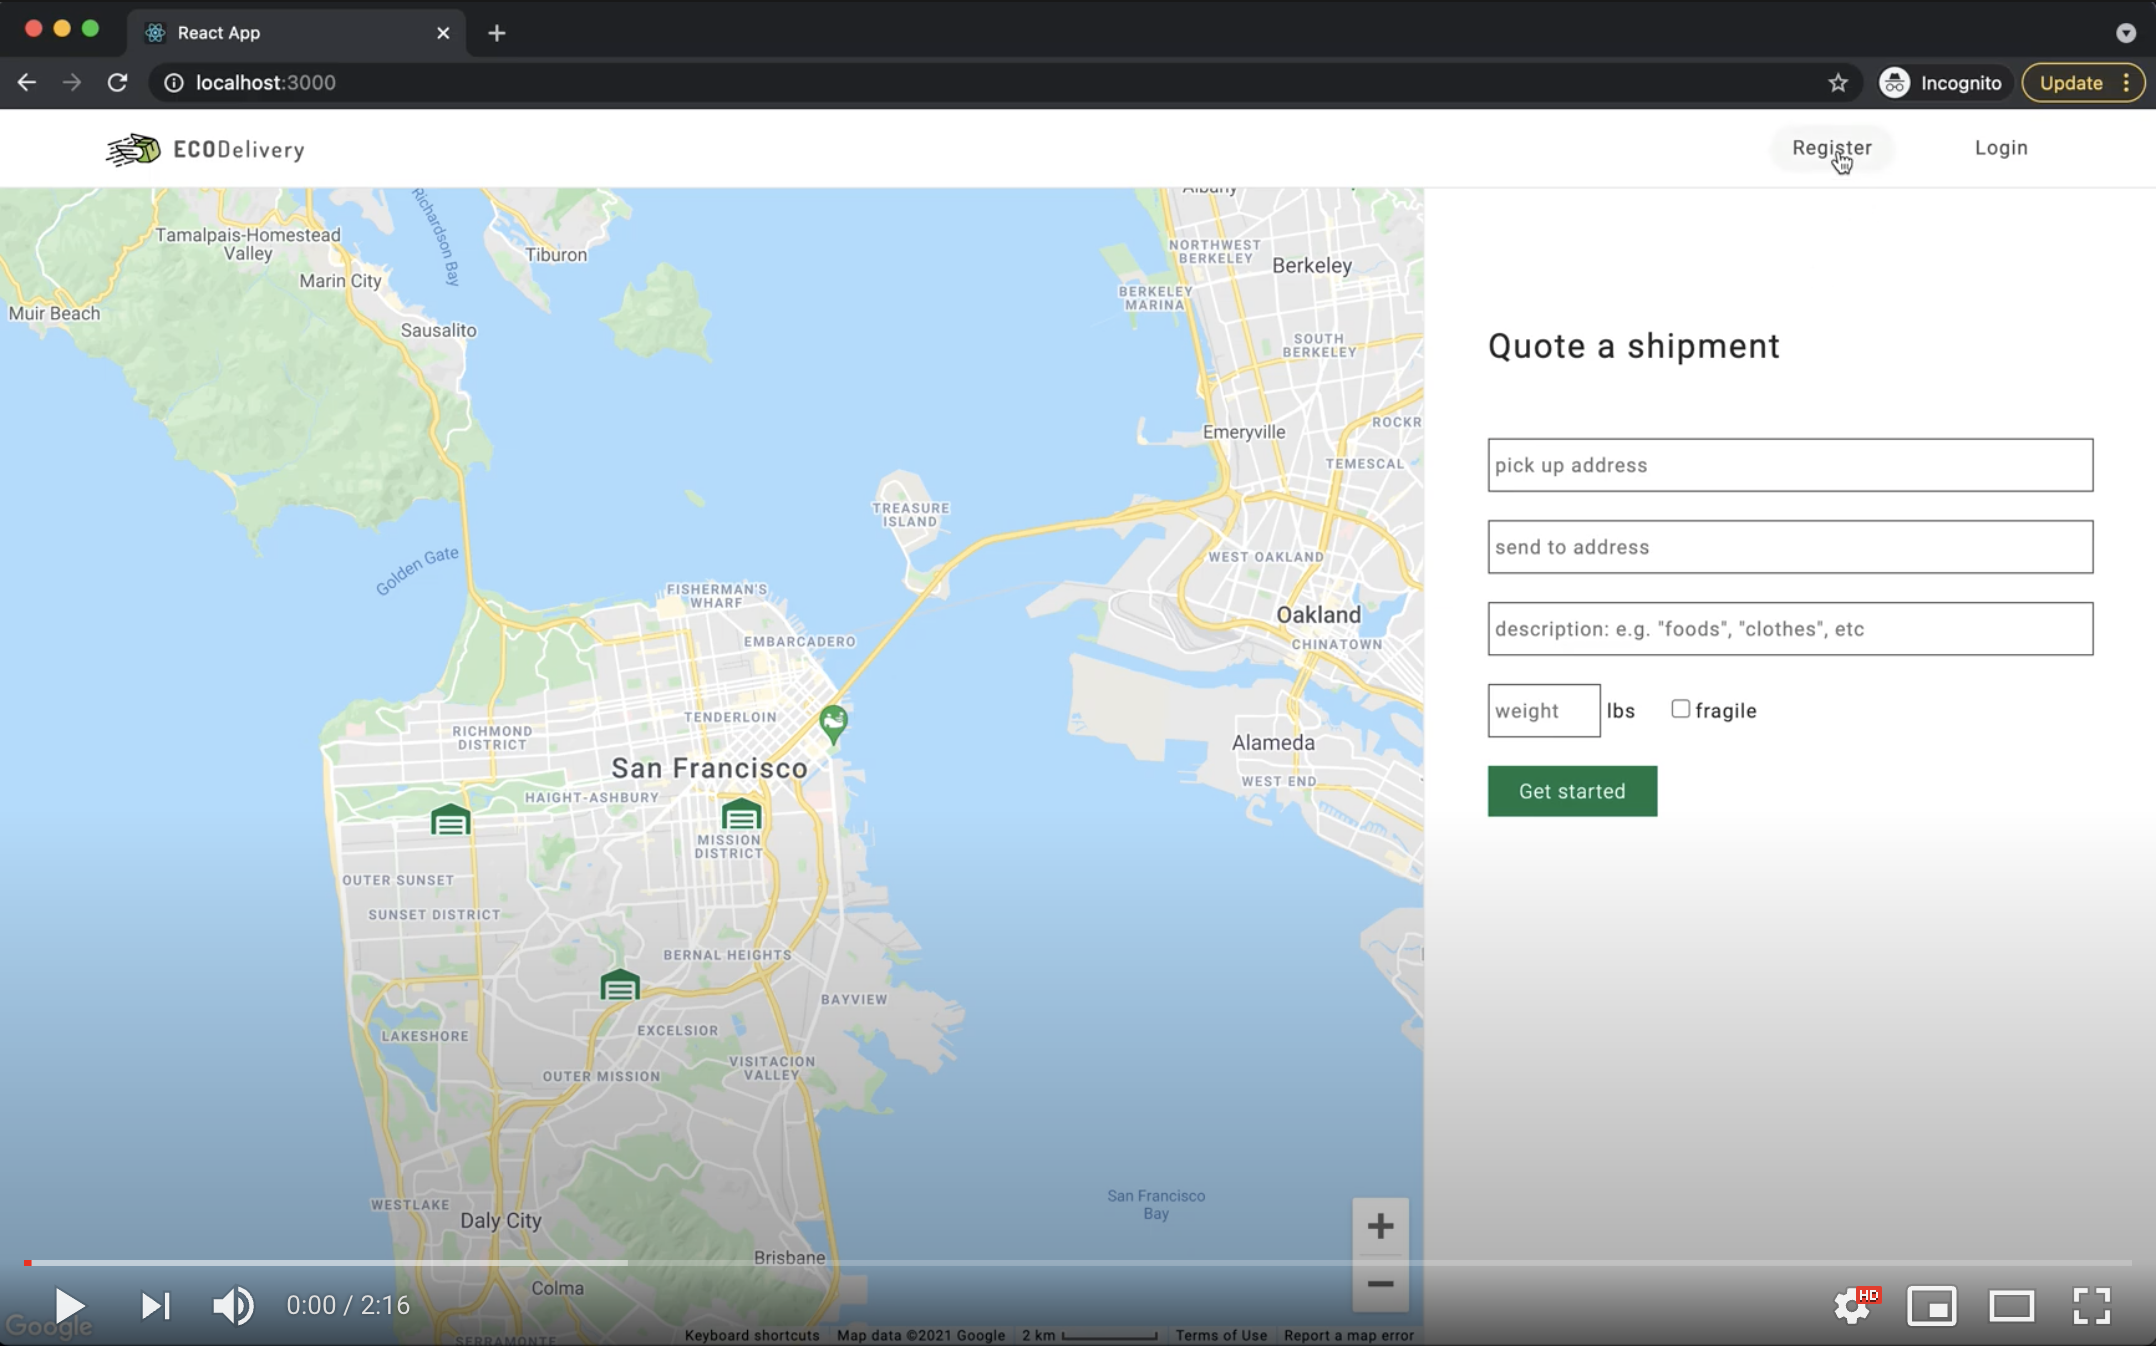 React App
localhost:3000
Incognito
Update
ECODelivery
Register
Login
Albany
Richardson Bay
Tamalpais-Homestead
Valley
Tiburon
NORTHWEST
BERKELEY
Berkeley
Marin City
BERKELEY
MARINA
Muir Beach
Sausalito
SOUTH
BERKELEY
Quote a shipment
ROCKR
Emeryville
TEMESCAL
pick up address
TREASURE
ISLAND
Golden Gate
WEST OAKLAND
send to address
FISHERMAN'S
WHARF
Oakland
EMBARCADERO
CHINATOWN
description: e.g. "foods", "clothes", etc
TENDERLOIN
RICHMOND
DISTRICT
weight
lbs
fragile
Alameda
San Francisco
WEST END
HAIGHT-ASHBURY
Get started
MISSION
DISTRICT
OUTER SUNSET
SUNSET DISTRICT
BERNAL HEIGHTS
BAYVIEW
LAKESHORE
EXCELSIOR
VISITACION
VALLEY
OUTER MISSION
San Francisco
Bay
WESTLAKE
Daly City
Brisbane
Colma
0:00 / 2:16
HD
Google
SERRAMONTE
Keyboard shortcuts
Map data ©2021 Google
2 km
Terms of Use
Report a map error